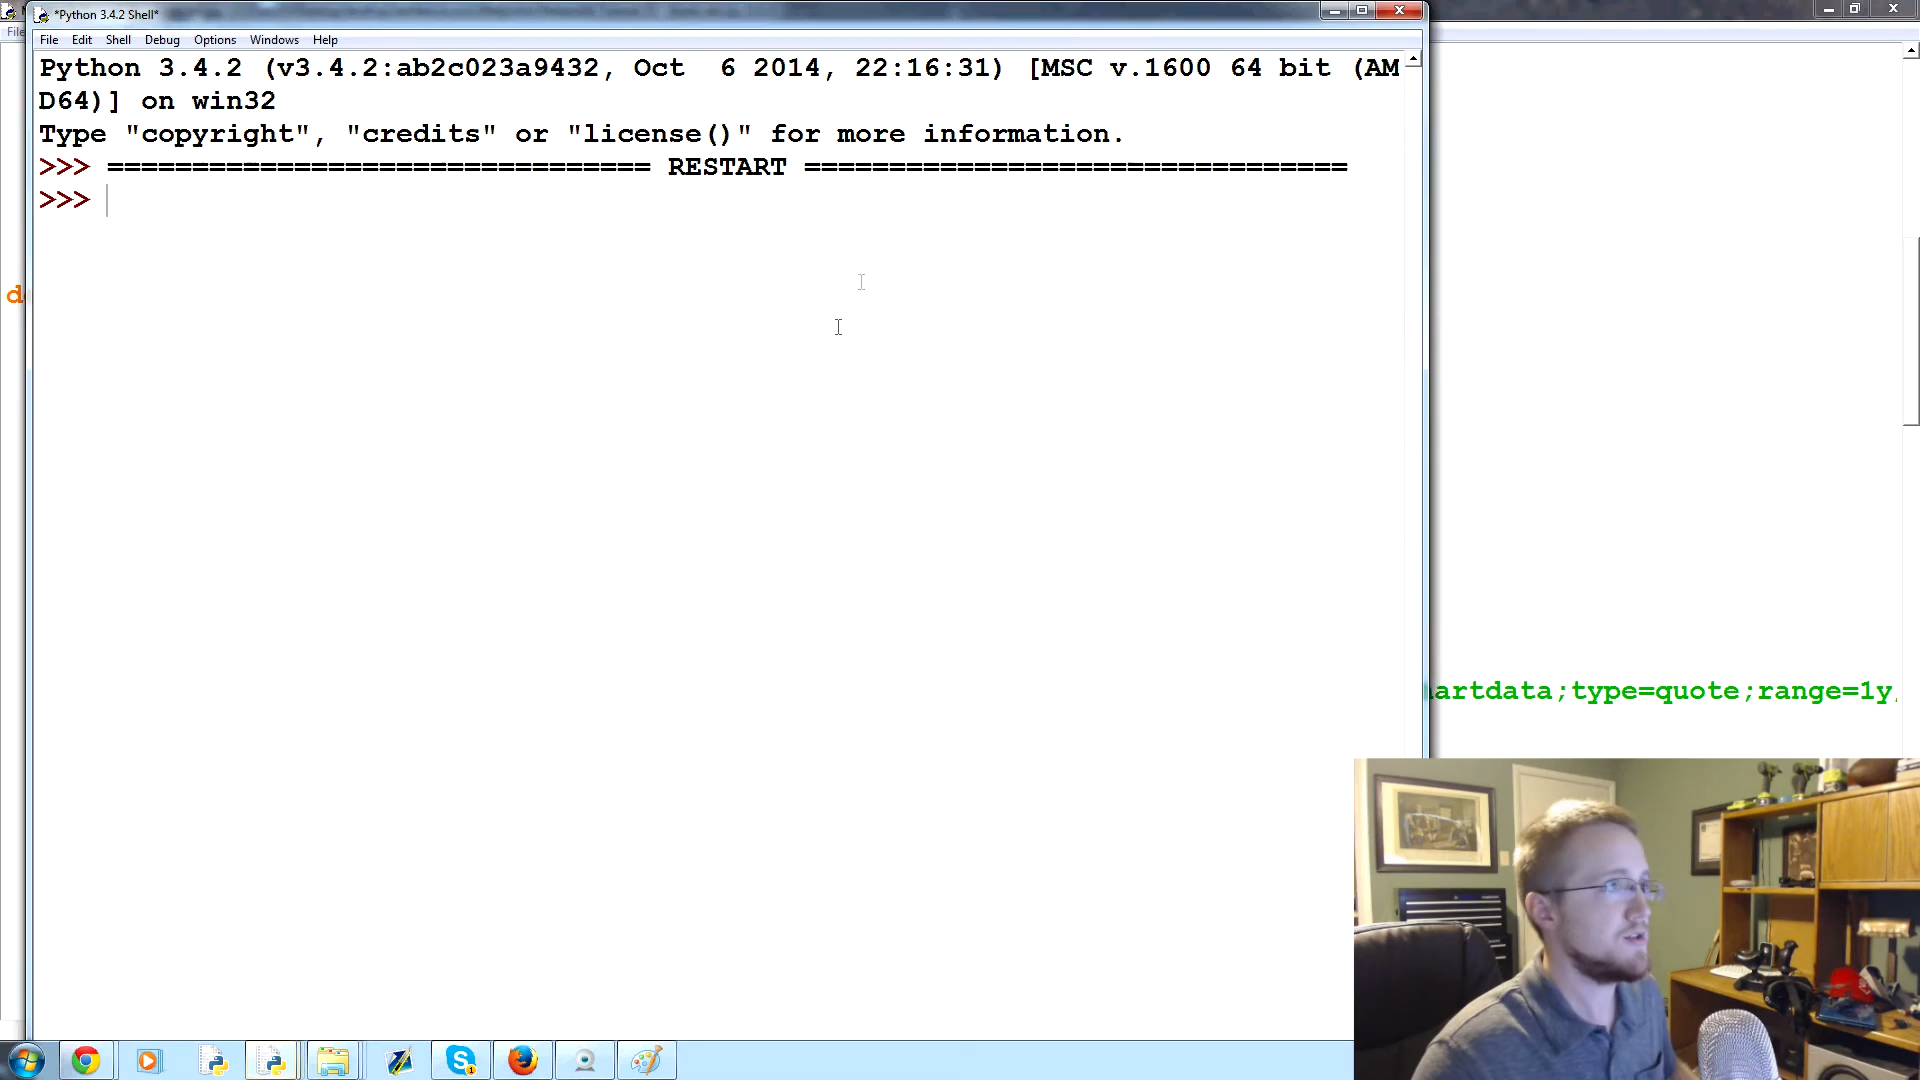 *Python 3.4.2 Shell*
File Edit Shell Debug Options Windows Help
Python 3.4.2 (v3.4.2:ab2c023a9432, Oct  6 2014, 22:16:31) [MSC v.1600 64 bit (AM
D64)] on win32
Type "copyright", "credits" or "license()" for more information.
>>> ================================ RESTART ================================
>>>
artdata;type=quote;range=1y